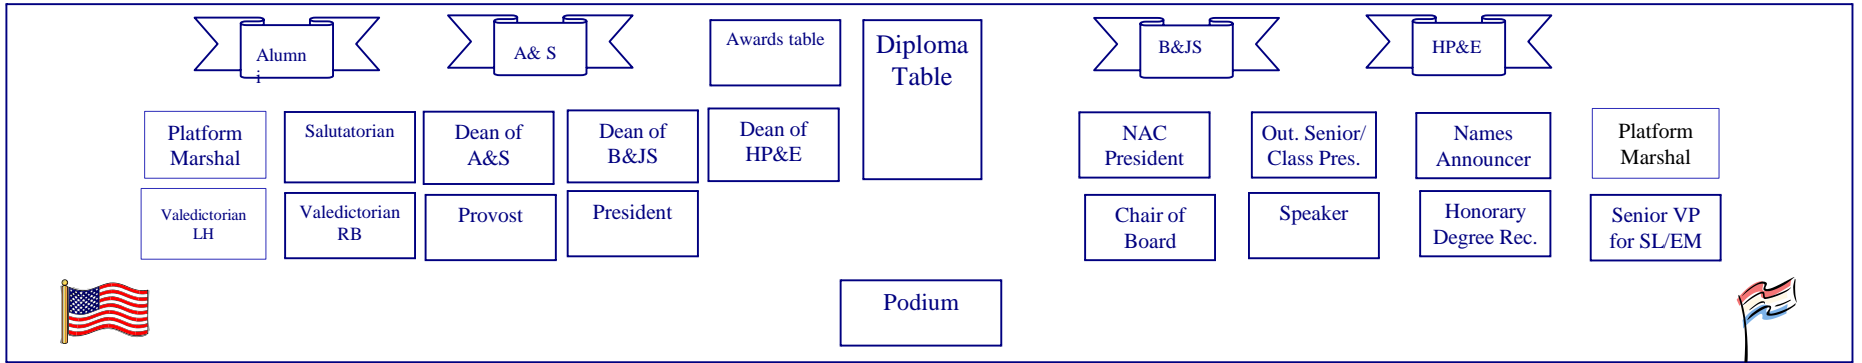 Alumn
i
A& S
Awards table
Diploma
Table
B&JS
HP&E
Platform
Marshal
Salutatorian
Dean of
A&S
Dean of
B&JS
Dean of
HP&E
NAC
President
Out. Senior/
Class Pres.
Names
Announcer
Platform
Marshal
Valedictorian
LH
Valedictorian
RB
Provost
President
Chair of
Board
Speaker
Honorary
Degree Rec.
Senior VP
for SL/EM
Podium